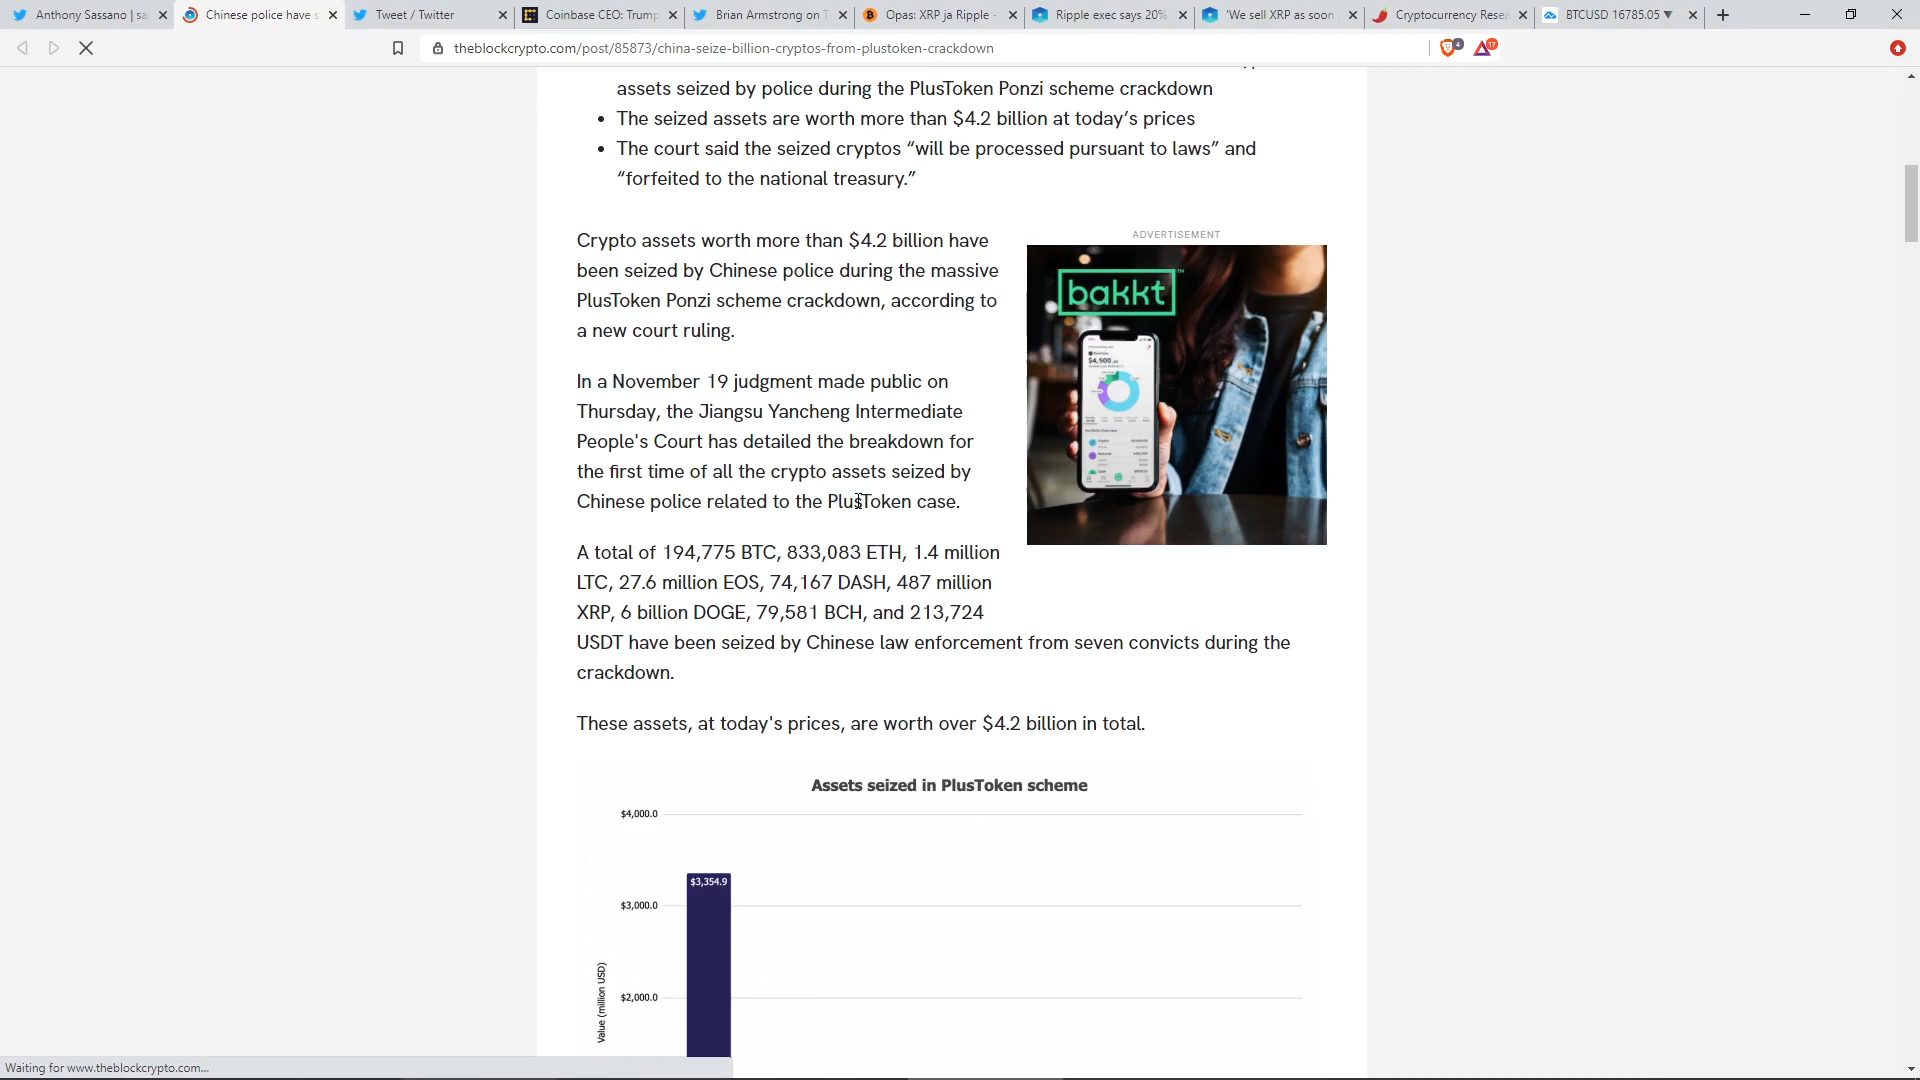 Anthony Sassano | sa
Chinese police have s
Tweet / Twitter
Coinbase CEO: Trump
Brian Armstrong on T
Opas: XRP ja Ripple -
Ripple exec says 20%
'We sell XRP as soon
Cryptocurrency Resea
BTCUSD 16785.05 ▼
theblockcrypto.com/post/85873/china-seize-billion-cryptos-from-plustoken-crackdown
4
17
assets seized by police during the PlusToken Ponzi scheme crackdown
• The seized assets are worth more than $4.2 billion at today’s prices
• The court said the seized cryptos “will be processed pursuant to laws” and
“forfeited to the national treasury.”
Crypto assets worth more than $4.2 billion have
been seized by Chinese police during the massive
PlusToken Ponzi scheme crackdown, according to
a new court ruling.
ADVERTISEMENT
bakkt™
$4,500
In a November 19 judgment made public on
Thursday, the Jiangsu Yancheng Intermediate
People's Court has detailed the breakdown for
the first time of all the crypto assets seized by
Chinese police related to the PlusToken case.
A total of 194,775 BTC, 833,083 ETH, 1.4 million
LTC, 27.6 million EOS, 74,167 DASH, 487 million
XRP, 6 billion DOGE, 79,581 BCH, and 213,724
USDT have been seized by Chinese law enforcement from seven convicts during the
crackdown.
These assets, at today's prices, are worth over $4.2 billion in total.
Assets seized in PlusToken scheme
$4,000.0
$3,354.9
$3,000.0
$2,000.0
Value (million USD)
Waiting for www.theblockcrypto.com...